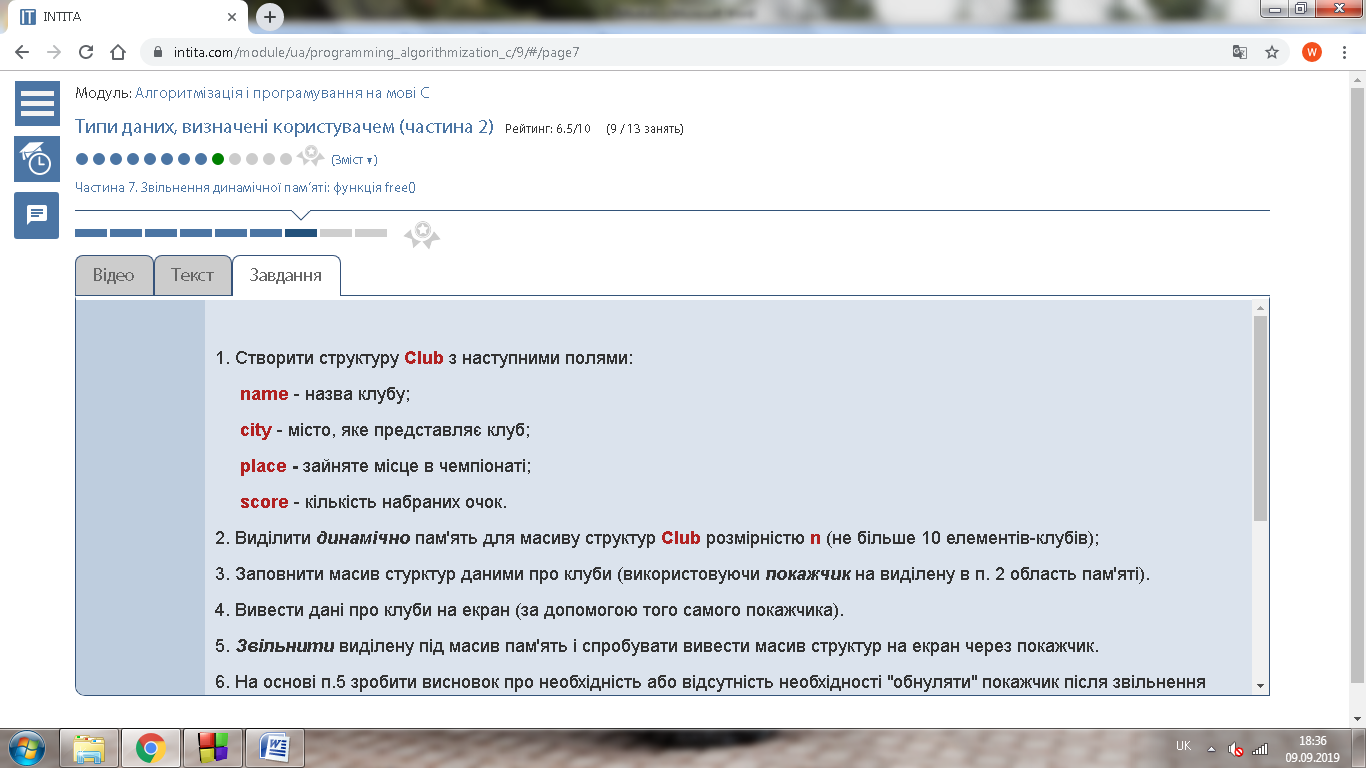 INTITA
intita.com/module/ua/programming_algorithmization_c/9/#/page7
W
Модуль: Алгоритмізація і програмування на мові С
Типи даних, визначені користувачем (частина 2) Рейтинг: 6.5/10 (9 / 13 занять)
(Зміст ▾)
Частина 7. Звільнення динамічної пам'яті: функція free()
Відео Текст Завдання
1. Створити структуру Club з наступними полями:
name - назва клубу;
city - місто, яке представляє клуб;
place - зайняте місце в чемпіонаті;
score - кількість набраних очок.
2. Виділити динамічно пам'ять для масиву структур Club розмірністю n (не більше 10 елементів-клубів);
3. Заповнити масив стурктур даними про клуби (використовуючи покажчик на виділену в п. 2 область пам'яті).
4. Вивести дані про клуби на екран (за допомогою того самого покажчика).
5. Звільнити виділену під масив пам'ять і спробувати вивести масив структур на екран через покажчик.
6. На основі п.5 зробити висновок про необхідність або відсутність необхідності "обнуляти" покажчик після звільнення
UK
18:36
09.09.2019